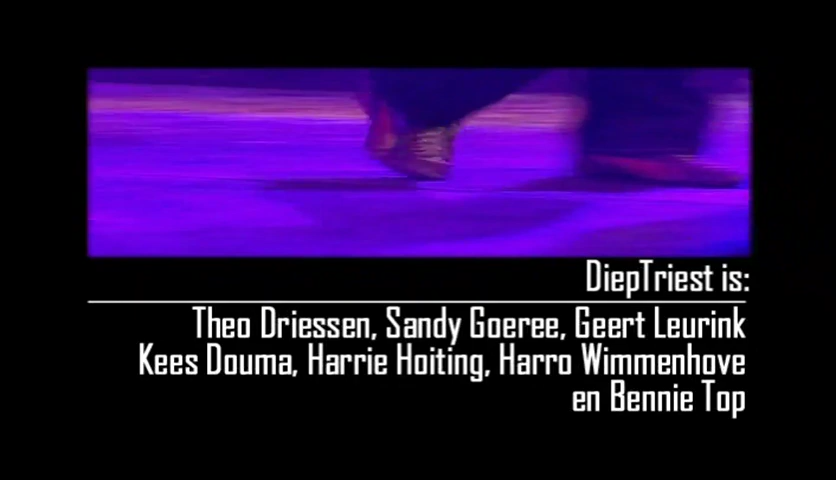 DiepTriest is:
Theo Driessen, Sandy Goeree, Geert Leurink
Kees Douma, Harrie Hoiting, Harro Wimmenhove
en Bennie Top